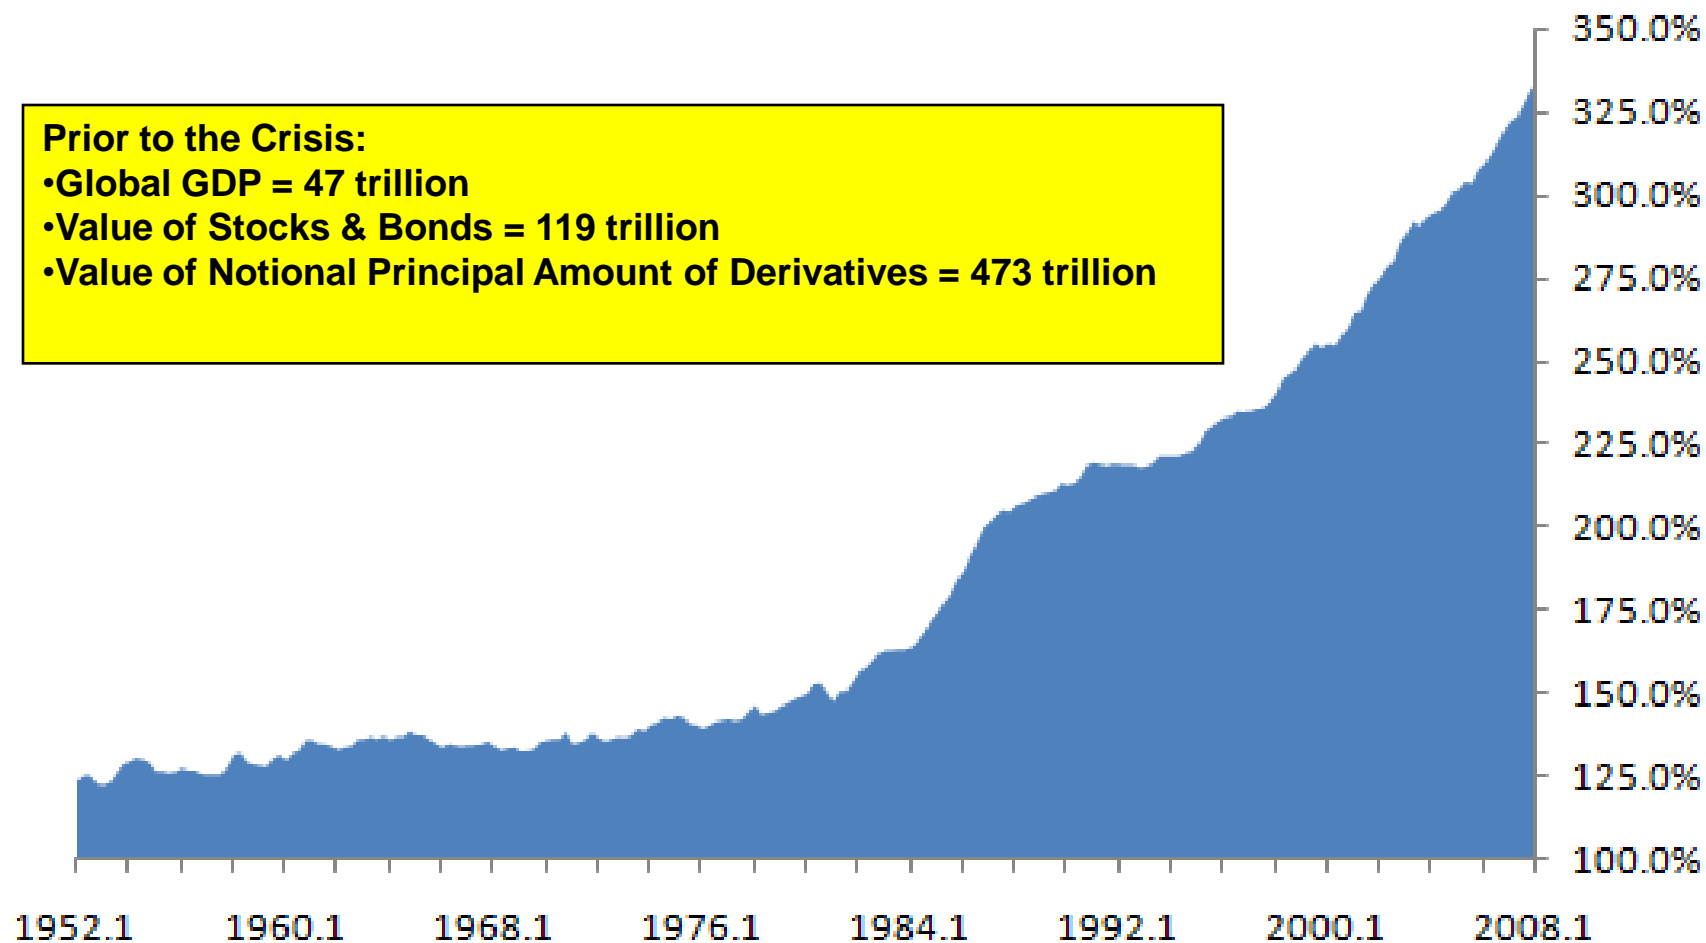 Prior to the Crisis:
•Global GDP = 47 trillion
•Value of Stocks & Bonds = 119 trillion
•Value of Notional Principal Amount of Derivatives = 473 trillion
350.0%
325.0%
300.0%
275.0%
250.0%
225.0%
200.0%
175.0%
150.0%
125.0%
100.0%
1952.1 1960.1 1968.1 1976.1 1984.1 1992.1 2000.1 2008.1